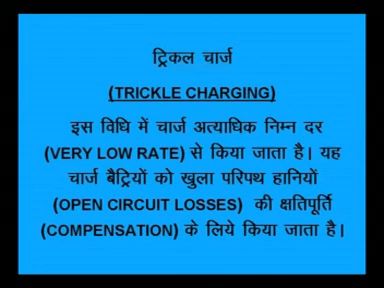 ट्रिकल चार्ज
(TRICKLE CHARGING)
इस विधि में चार्ज अत्याधिक निम्न दर
(VERY LOW RATE) से किया जाता है। यह
चार्ज बैट्रियों को खुला परिपथ हानियों
(OPEN CIRCUIT LOSSES) की क्षतिपूर्ति
(COMPENSATION) के लिये किया जाता है।